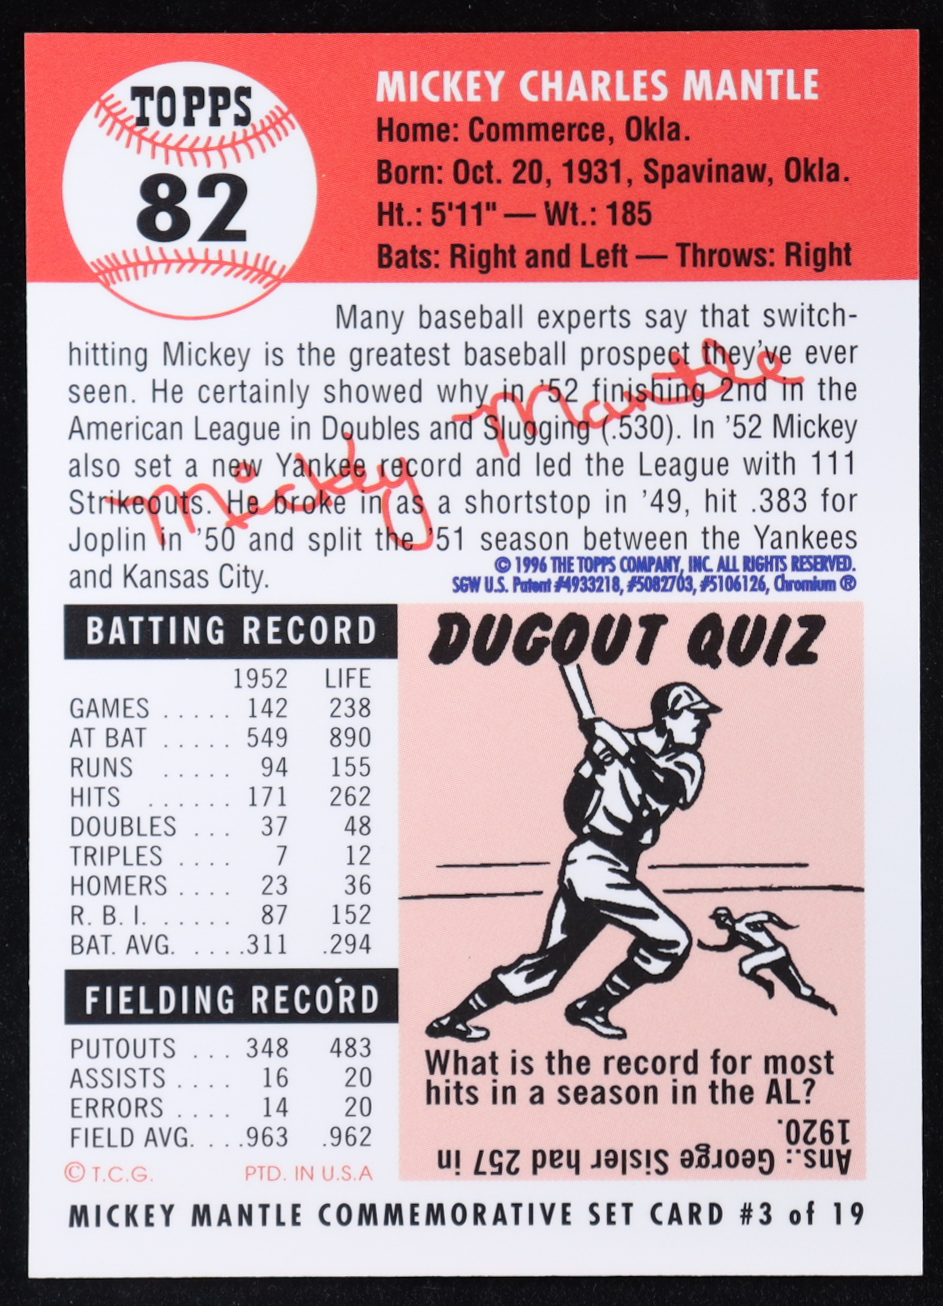 TOPPS
82
MICKEY CHARLES MANTLE
Home: Commerce, Okla.
Born: Oct. 20, 1931, Spavinaw, Okla.
Ht.: 5'11" — Wt.: 185
Bats: Right and Left — Throws: Right
Many baseball experts say that switch-
hitting Mickey is the greatest baseball prospect they've ever
seen. He certainly showed why in '52 finishing 2nd in the
American League in Doubles and Slugging (.530). In '52 Mickey
also set a new Yankee record and led the League with 111
Strikeouts. He broke in as a shortstop in '49, hit .383 for
Joplin in '50 and split the '51 season between the Yankees
and Kansas City.
Mickey Mantle
© 1996 THE TOPPS COMPANY, INC. ALL RIGHTS RESERVED.
SGW U.S. Patent #4933218, #5082703, #5106126, Chromium ®
BATTING RECORD
1952 LIFE
GAMES ..... 142 238
AT BAT ..... 549 890
RUNS ..... 94 155
HITS ...... 171 262
DOUBLES ... 37 48
TRIPLES .... 7 12
HOMERS .... 23 36
R. B. I. ..... 87 152
BAT. AVG. ....311 .294
FIELDING RECORD
PUTOUTS ... 348 483
ASSISTS .... 16 20
ERRORS .... 14 20
FIELD AVG. ...963 .962
© T.C.G. PTD. IN U.S.A
DUGOUT QUIZ
What is the record for most
hits in a season in the AL?
Ans.: George Sisler had 257 in
1920.
MICKEY MANTLE COMMEMORATIVE SET CARD #3 of 19